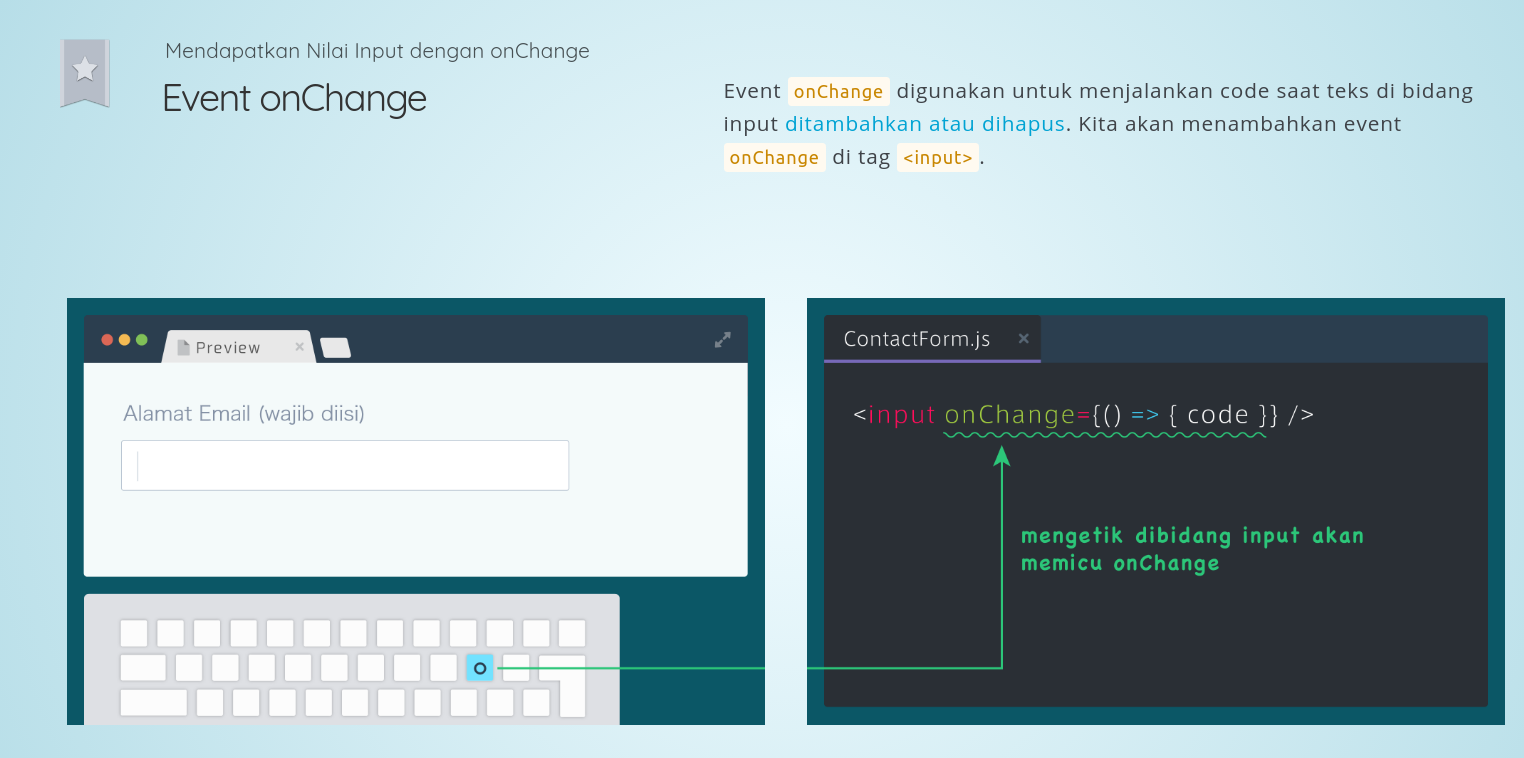 Mendapatkan Nilai Input dengan onChange
Event onChange
Event onChange digunakan untuk menjalankan code saat teks di bidang
input ditambahkan atau dihapus. Kita akan menambahkan event
onChange di tag <input>.
Preview
Alamat Email (wajib diisi)
o
ContactForm.js
<input onChange={() => { code }} />
mengetik dibidang input akan
memicu onChange